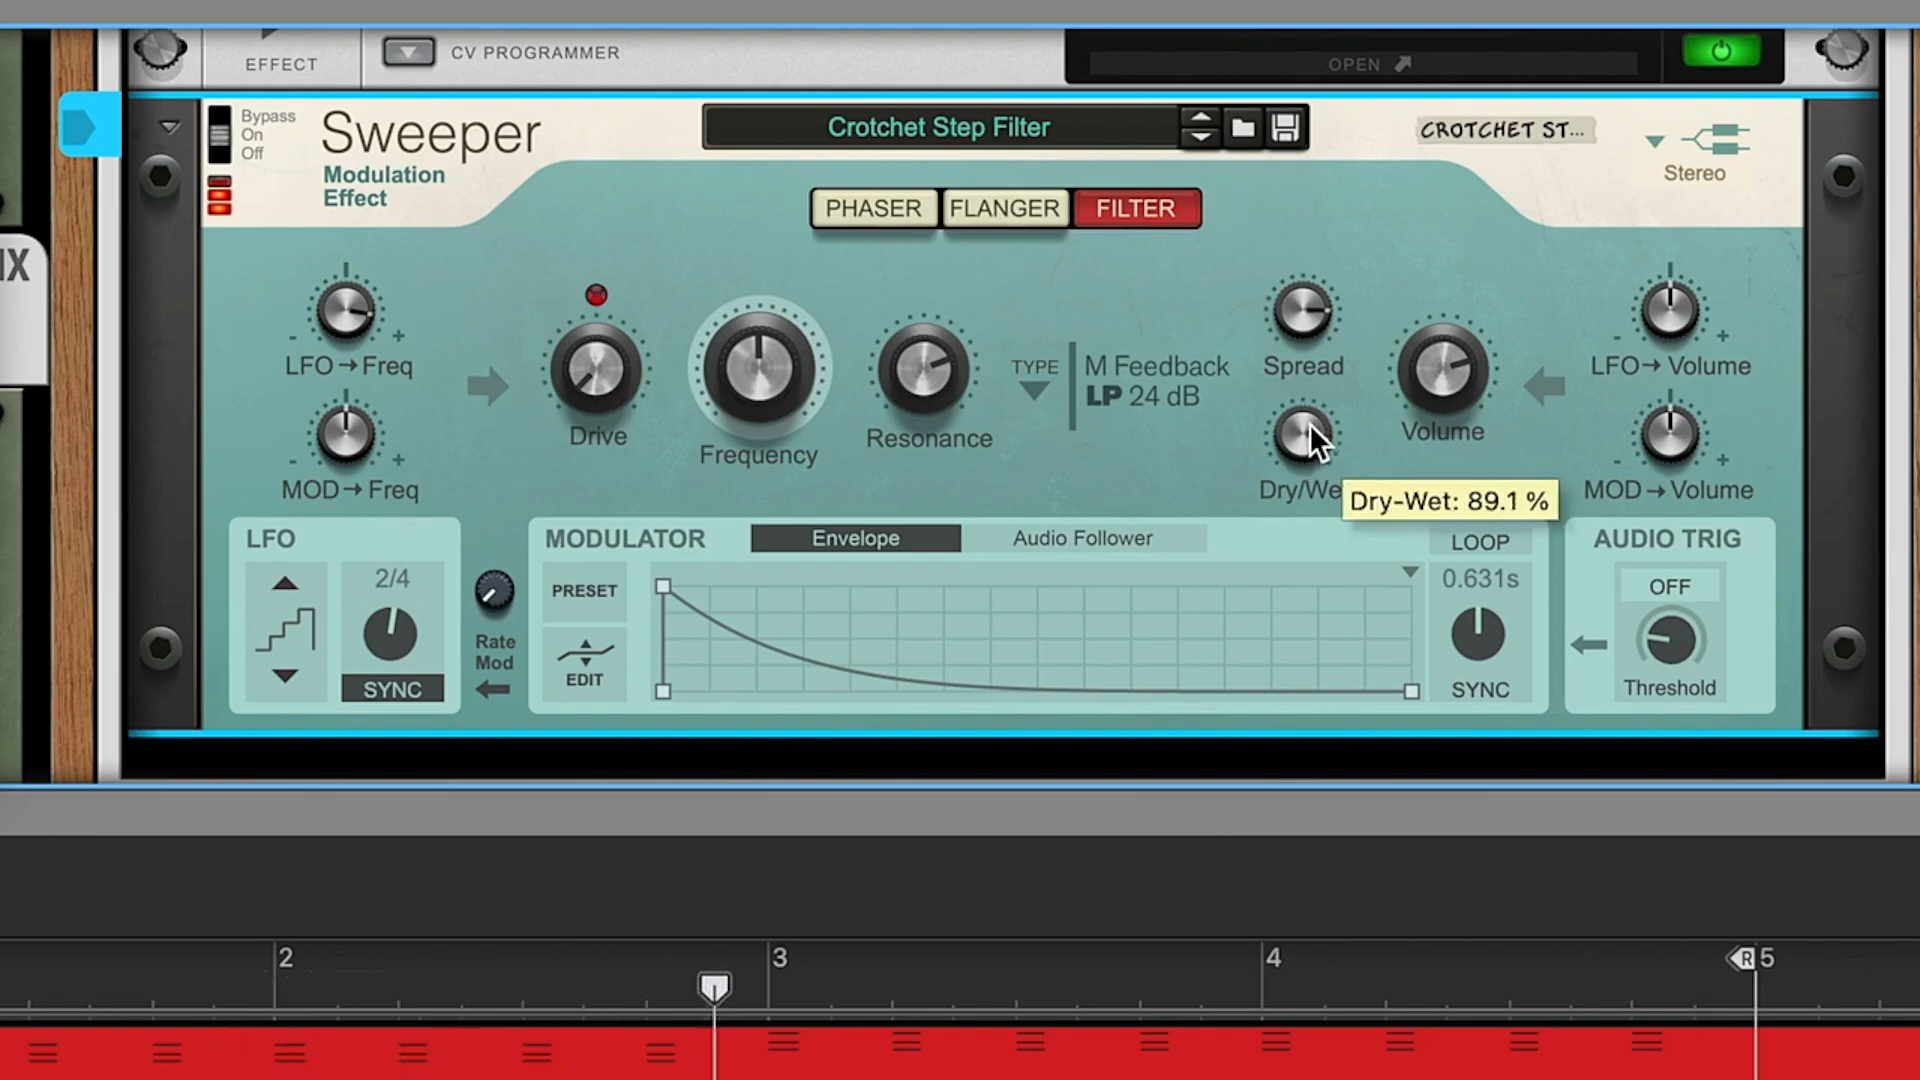 EFFECT
CV PROGRAMMER
OPEN
Bypass
On
Off
Sweeper
Modulation
Effect
Crotchet Step Filter
CROTCHET ST...
Stereo
PHASER
FLANGER
FILTER
IX
LFO→Freq
MOD→Freq
Drive
Frequency
Resonance
TYPE
M Feedback
LP 24 dB
Spread
Dry/We
Dry-Wet: 89.1 %
Volume
LFO→Volume
MOD→Volume
LFO
2/4
SYNC
Rate
Mod
MODULATOR
Envelope
Audio Follower
PRESET
EDIT
LOOP
0.631s
SYNC
AUDIO TRIG
OFF
Threshold
2
3
4
R
5